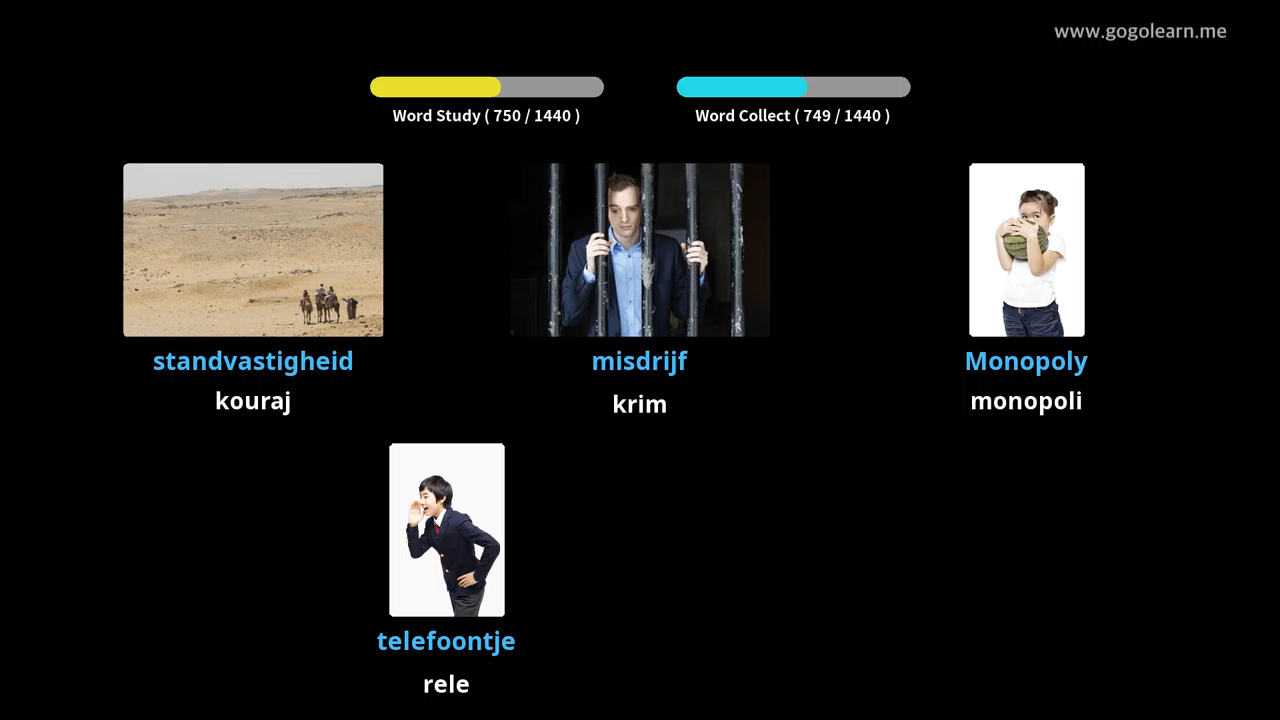 www.gogolearn.me
Word Study ( 750 / 1440 )
Word Collect ( 749 / 1440 )
standvastigheid
kouraj
misdrijf
krim
Monopoly
monopoli
telefoontje
rele